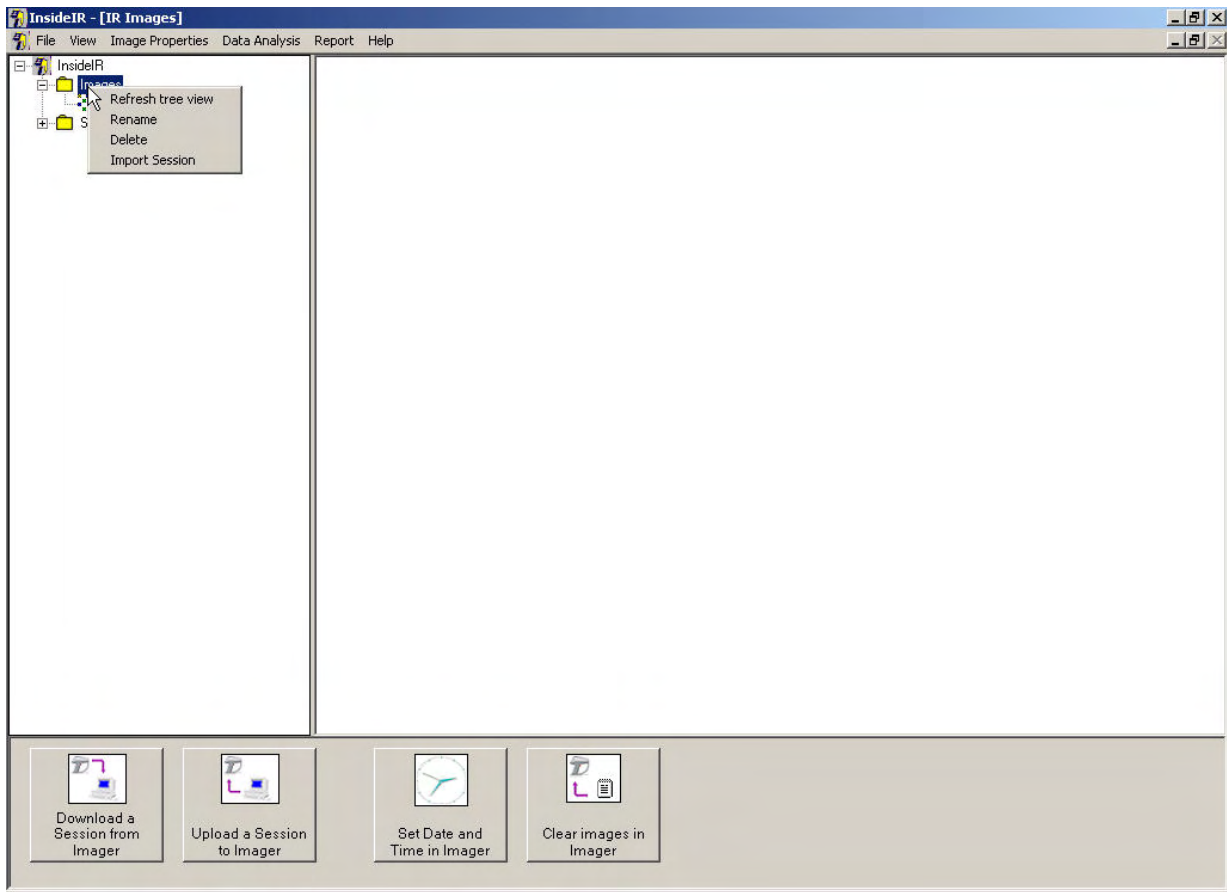 InsideIR - [IR Images]
File View Image Properties Data Analysis Report Help
InsideIR
Images
Refresh tree view
S Rename
Delete
Import Session
Download a
Session from
Imager
Upload a Session
to Imager
Set Date and
Time in Imager
Clear images in
Imager